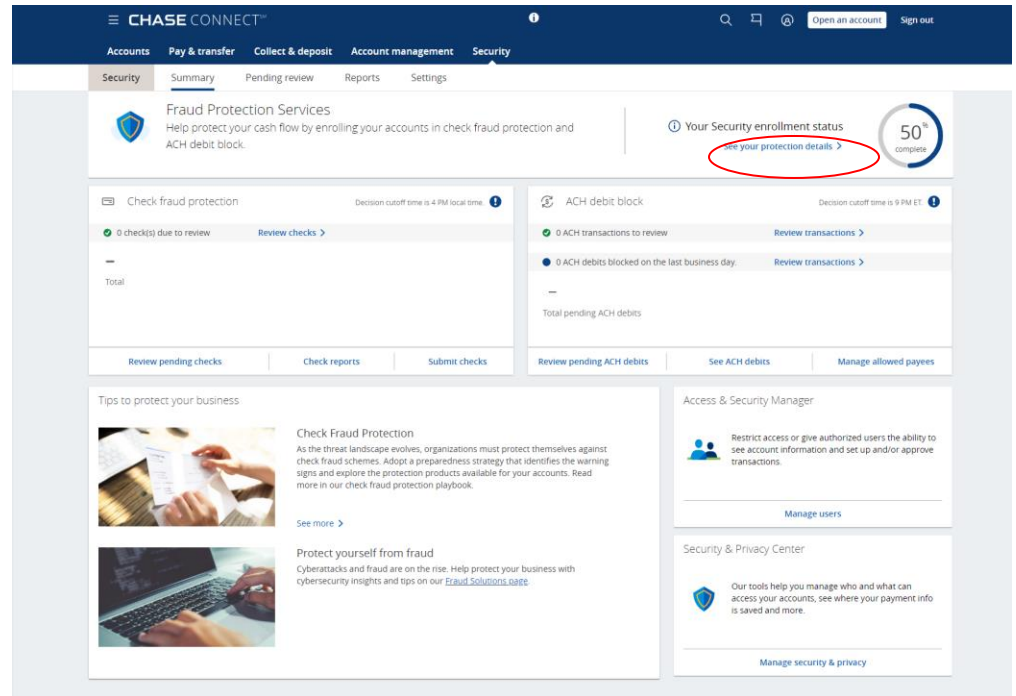 CHASE CONNECT℠
Open an account
Sign out
Accounts Pay & transfer Collect & deposit Account management Security
Security Summary Pending review Reports Settings
Fraud Protection Services
Help protect your cash flow by enrolling your accounts in check fraud protection and
ACH debit block.
Your Security enrollment status
See your protection details
50%
complete
Check fraud protection
Decision cutoff time is 4 PM local time.
0 check(s) due to review Review checks
–
Total
Review pending checks Check reports Submit checks
ACH debit block
Decision cutoff time is 9 PM ET.
0 ACH transactions to review Review transactions
0 ACH debits blocked on the last business day. Review transactions
–
Total pending ACH debits
Review pending ACH debits See ACH debits Manage allowed payees
Tips to protect your business
Check Fraud Protection
As the threat landscape evolves, organizations must protect themselves against
check fraud schemes. Adopt a preparedness strategy that identifies the warning
signs and explore the protection products available for your accounts. Read
more in our check fraud protection playbook.
See more
Protect yourself from fraud
Cyberattacks and fraud are on the rise. Help protect your business with
cybersecurity insights and tips on our Fraud Solutions page.
Access & Security Manager
Restrict access or give authorized users the ability to
see account information and set up and/or approve
transactions.
Manage users
Security & Privacy Center
Our tools help you manage who and what can
access your accounts, see where your payment info
is saved and more.
Manage security & privacy